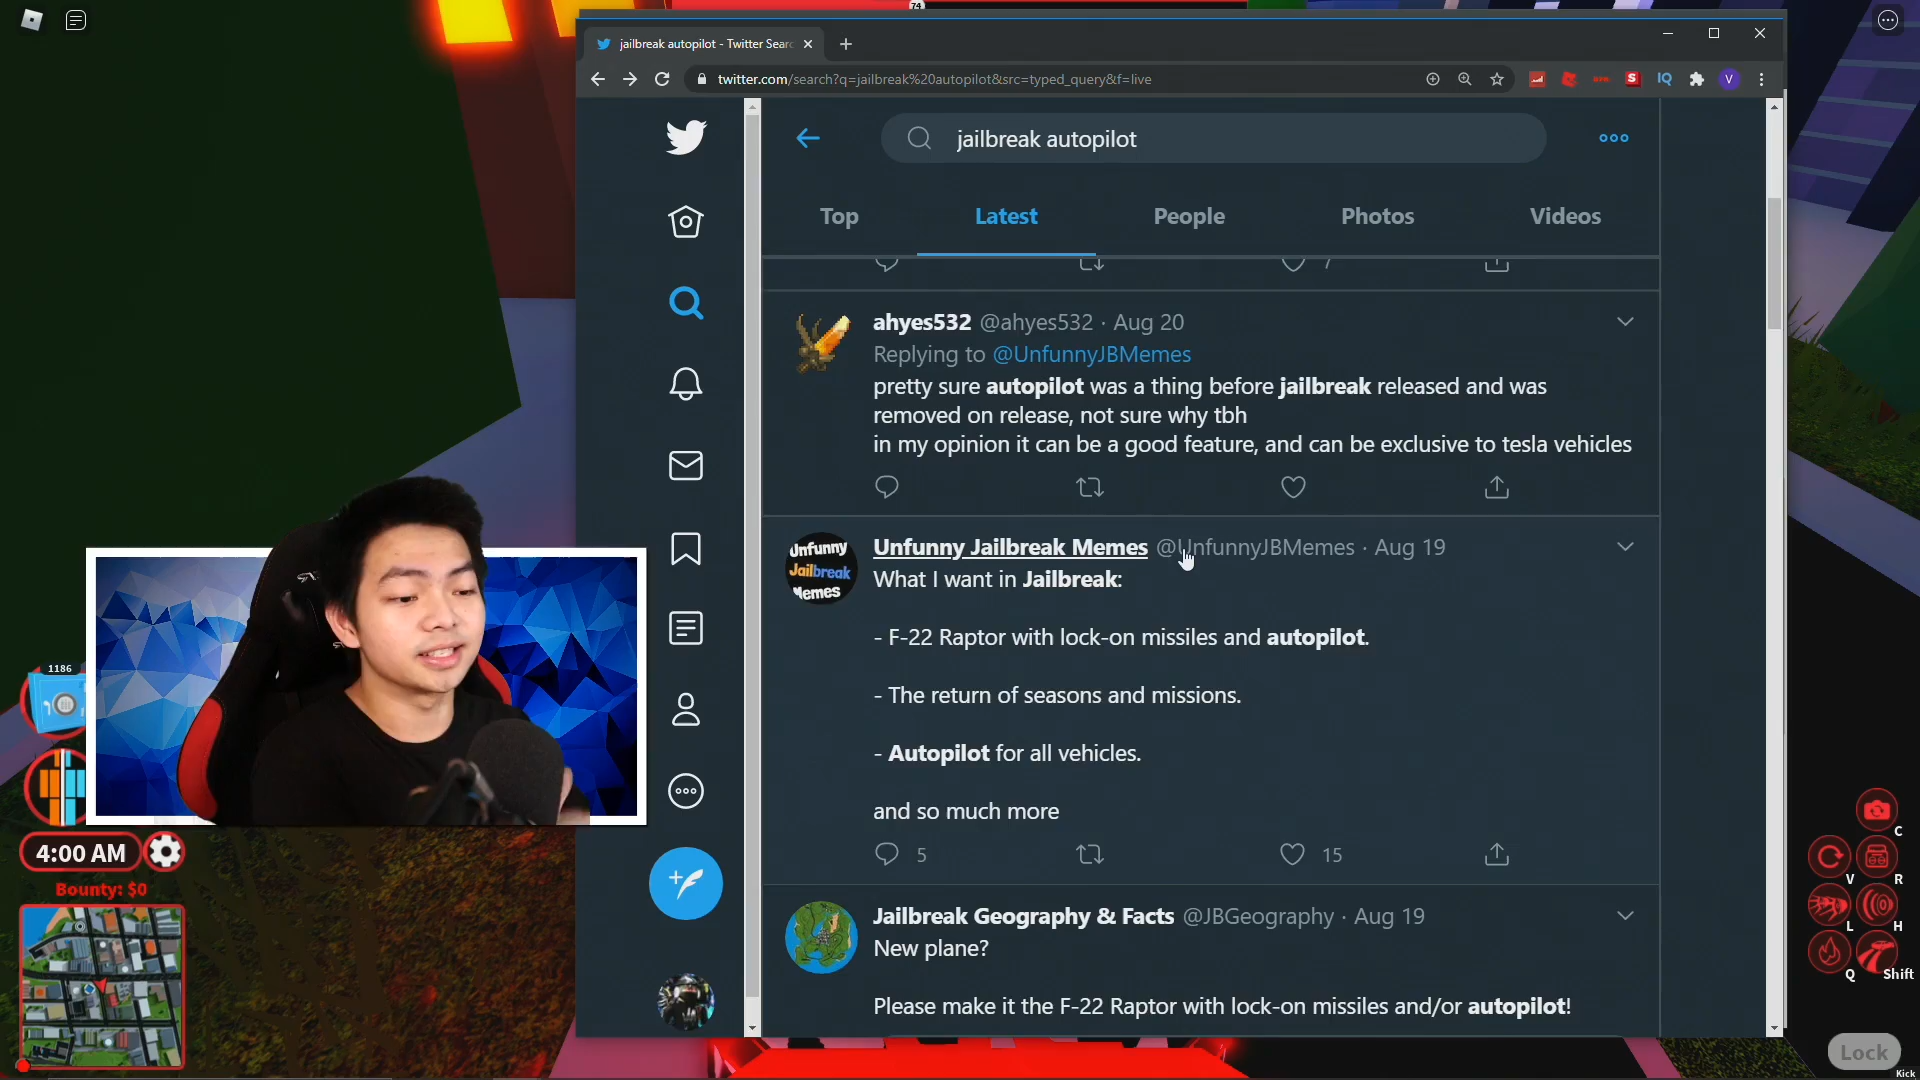 74
jailbreak autopilot - Twitter Searc
twitter.com/search?q=jailbreak%20autopilot&src=typed_query&f=live
S
IQ
V
jailbreak autopilot
Top
Latest
People
Photos
Videos
7
ahyes532 @ahyes532 · Aug 20
Replying to @UnfunnyJBMemes
pretty sure autopilot was a thing before jailbreak released and was
removed on release, not sure why tbh
in my opinion it can be a good feature, and can be exclusive to tesla vehicles
Unfunny
Jailbreak
Memes
Unfunny Jailbreak Memes @UnfunnyJBMemes · Aug 19
What I want in Jailbreak:
- F-22 Raptor with lock-on missiles and autopilot.
- The return of seasons and missions.
- Autopilot for all vehicles.
and so much more
5
15
Jailbreak Geography & Facts @JBGeography · Aug 19
New plane?
Please make it the F-22 Raptor with lock-on missiles and/or autopilot!
1186
4:00 AM
Bounty: $0
C
V
R
L
H
Q
Shift
Lock
Kick